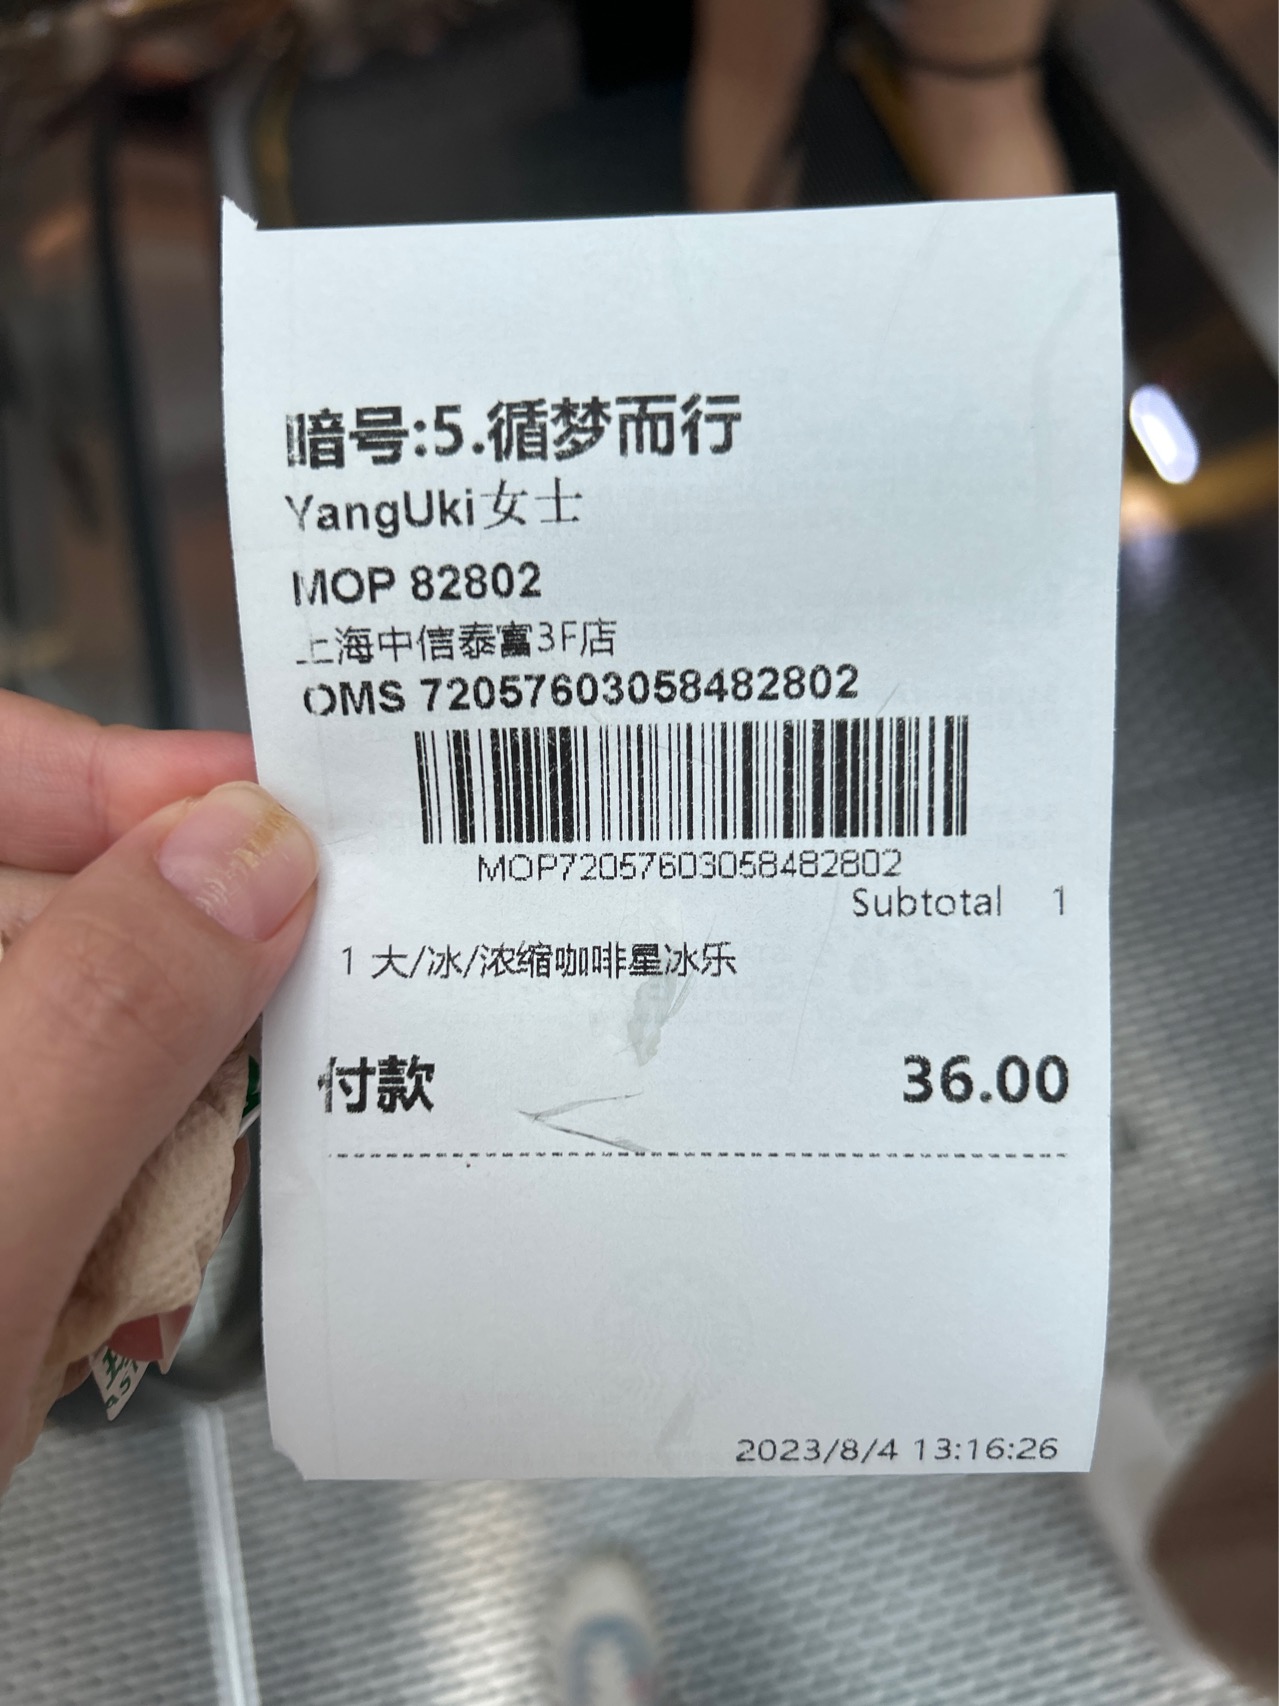 暗号:5.循梦而行
YangUki女士
MOP 82802
上海中信泰富3F店
OMS 72057603058482802
MOP72057603058482802
Subtotal 1
1 大/冰/浓缩咖啡星冰乐
付款 36.00
2023/8/4 13:16:26